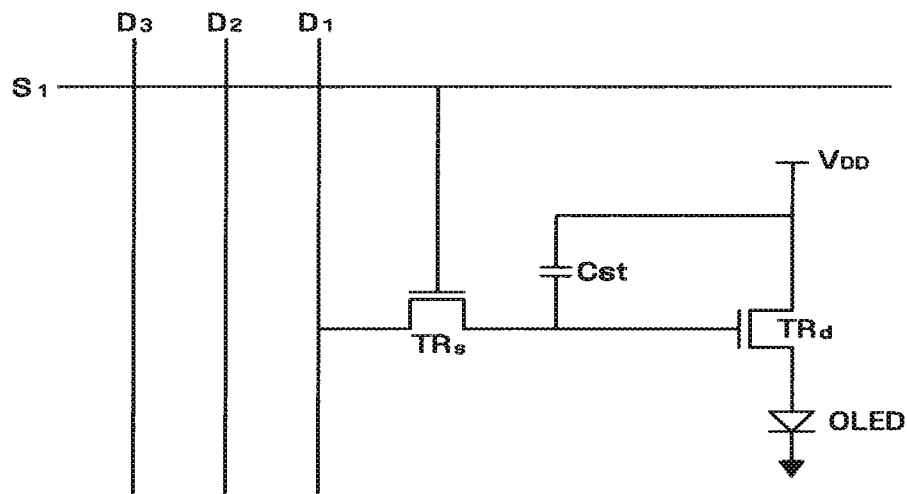 D3 D2 D1
S1
VDD
Cst
TRs
TRd
OLED